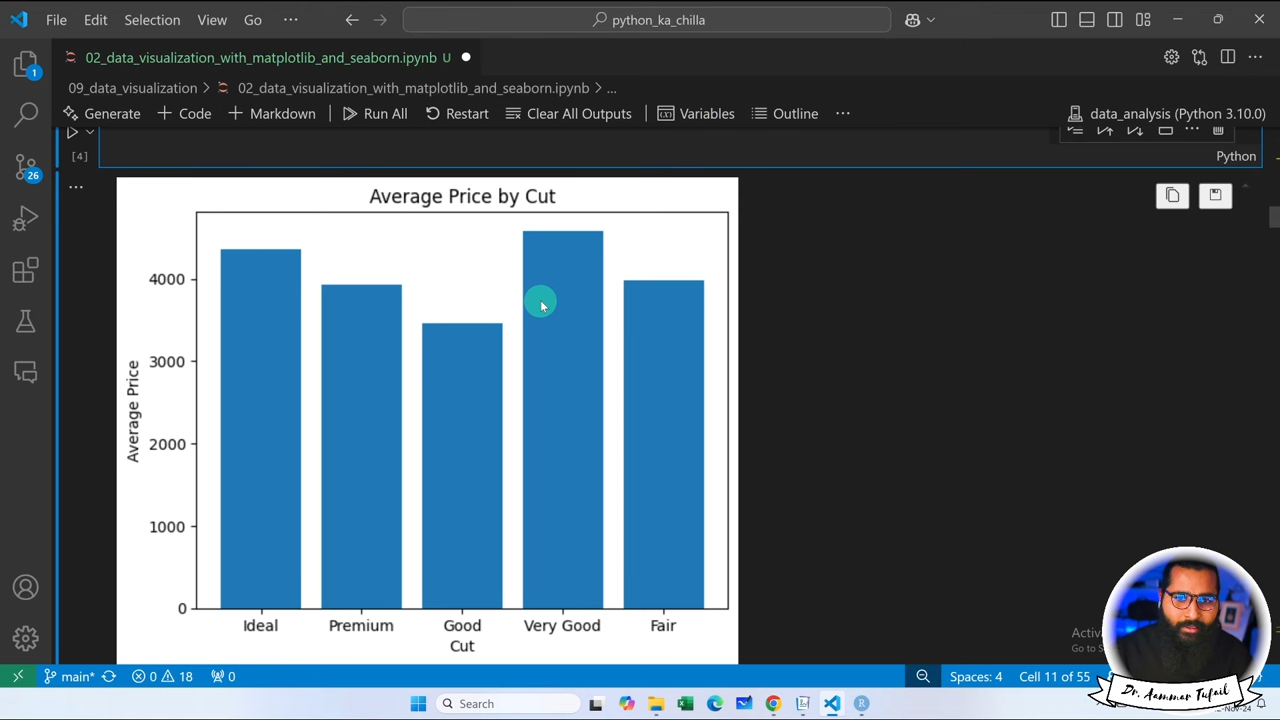 File Edit Selection View Go ... python_ka_chilla
02_data_visualization_with_matplotlib_and_seaborn.ipynb U
1
09_data_visualization > 02_data_visualization_with_matplotlib_and_seaborn.ipynb > ...
Generate + Code + Markdown Run All Restart Clear All Outputs Variables Outline ... data_analysis (Python 3.10.0)
[4] Python
26
Average Price by Cut
4000
3000
2000
1000
0
Average Price
Ideal Premium Good Very Good Fair
Cut
main* 0 18 0 Spaces: 4 Cell 11 of 55
Dr. Aammar Tufail
Search